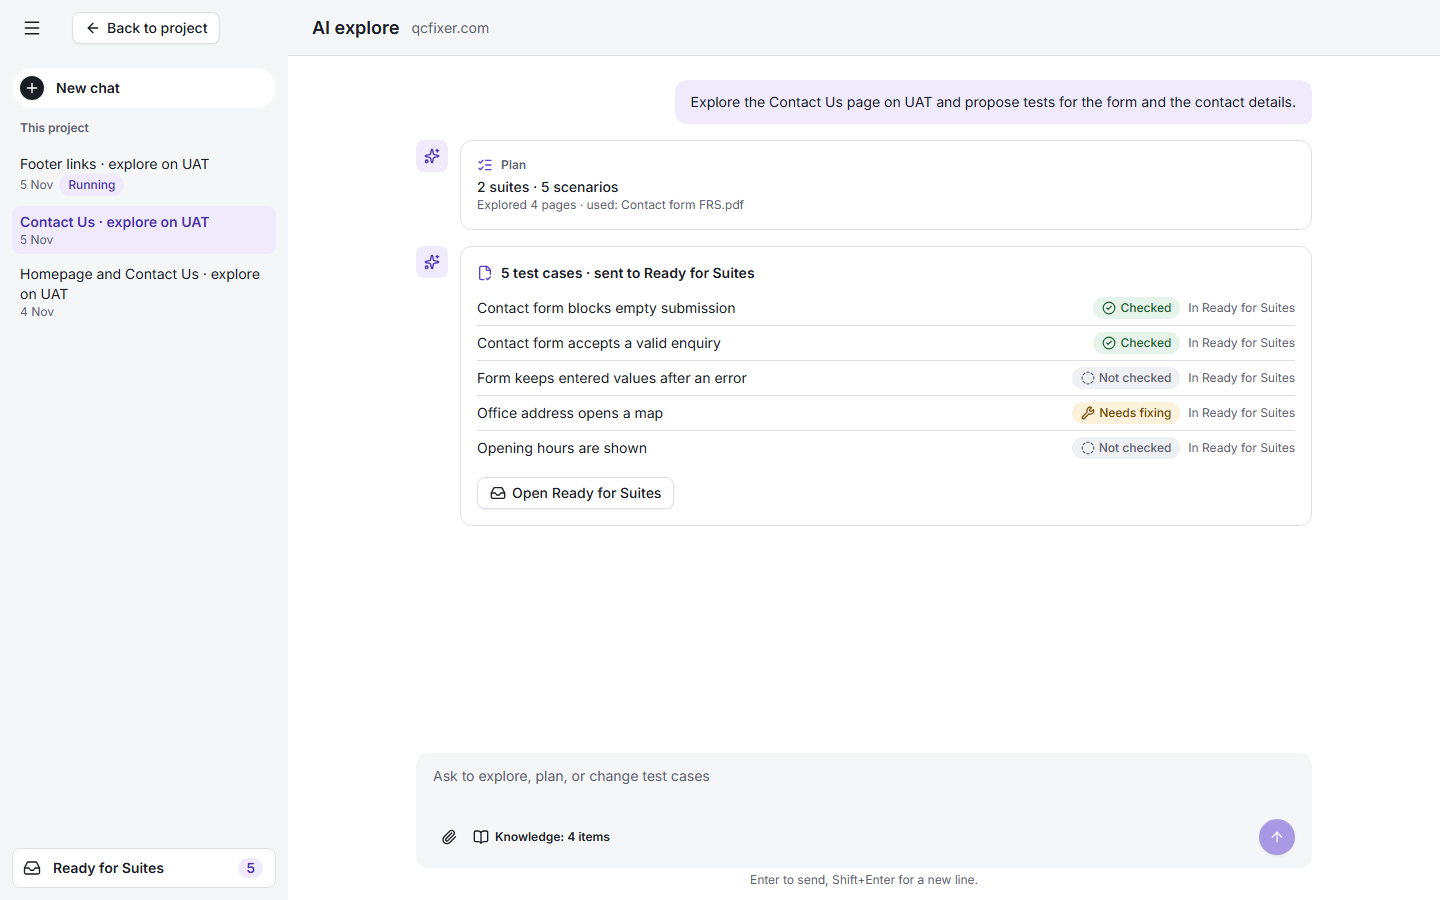 Back to project
AI explore qcfixer.com
New chat
This project
Footer links · explore on UAT
5 Nov Running
Contact Us · explore on UAT
5 Nov
Homepage and Contact Us · explore
on UAT
4 Nov
Ready for Suites 5
Explore the Contact Us page on UAT and propose tests for the form and the contact details.
Plan
2 suites · 5 scenarios
Explored 4 pages · used: Contact form FRS.pdf
5 test cases · sent to Ready for Suites
Contact form blocks empty submission Checked In Ready for Suites
Contact form accepts a valid enquiry Checked In Ready for Suites
Form keeps entered values after an error Not checked In Ready for Suites
Office address opens a map Needs fixing In Ready for Suites
Opening hours are shown Not checked In Ready for Suites
Open Ready for Suites
Ask to explore, plan, or change test cases
Knowledge: 4 items
Enter to send, Shift+Enter for a new line.